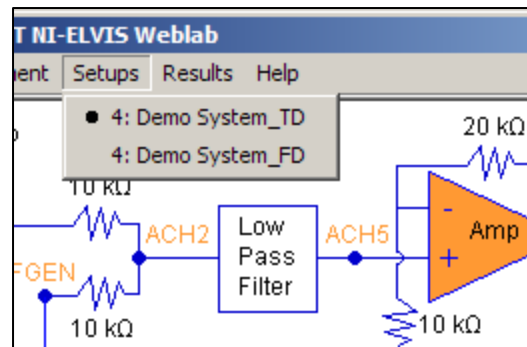 T NI-ELVIS Weblab
ent Setups Results Help
4: Demo System_TD
4: Demo System_FD
20 kΩ
10 kΩ
ACH2
Low
Pass
Filter
ACH5
-
Amp
+
FGEN
10 kΩ
10 kΩ